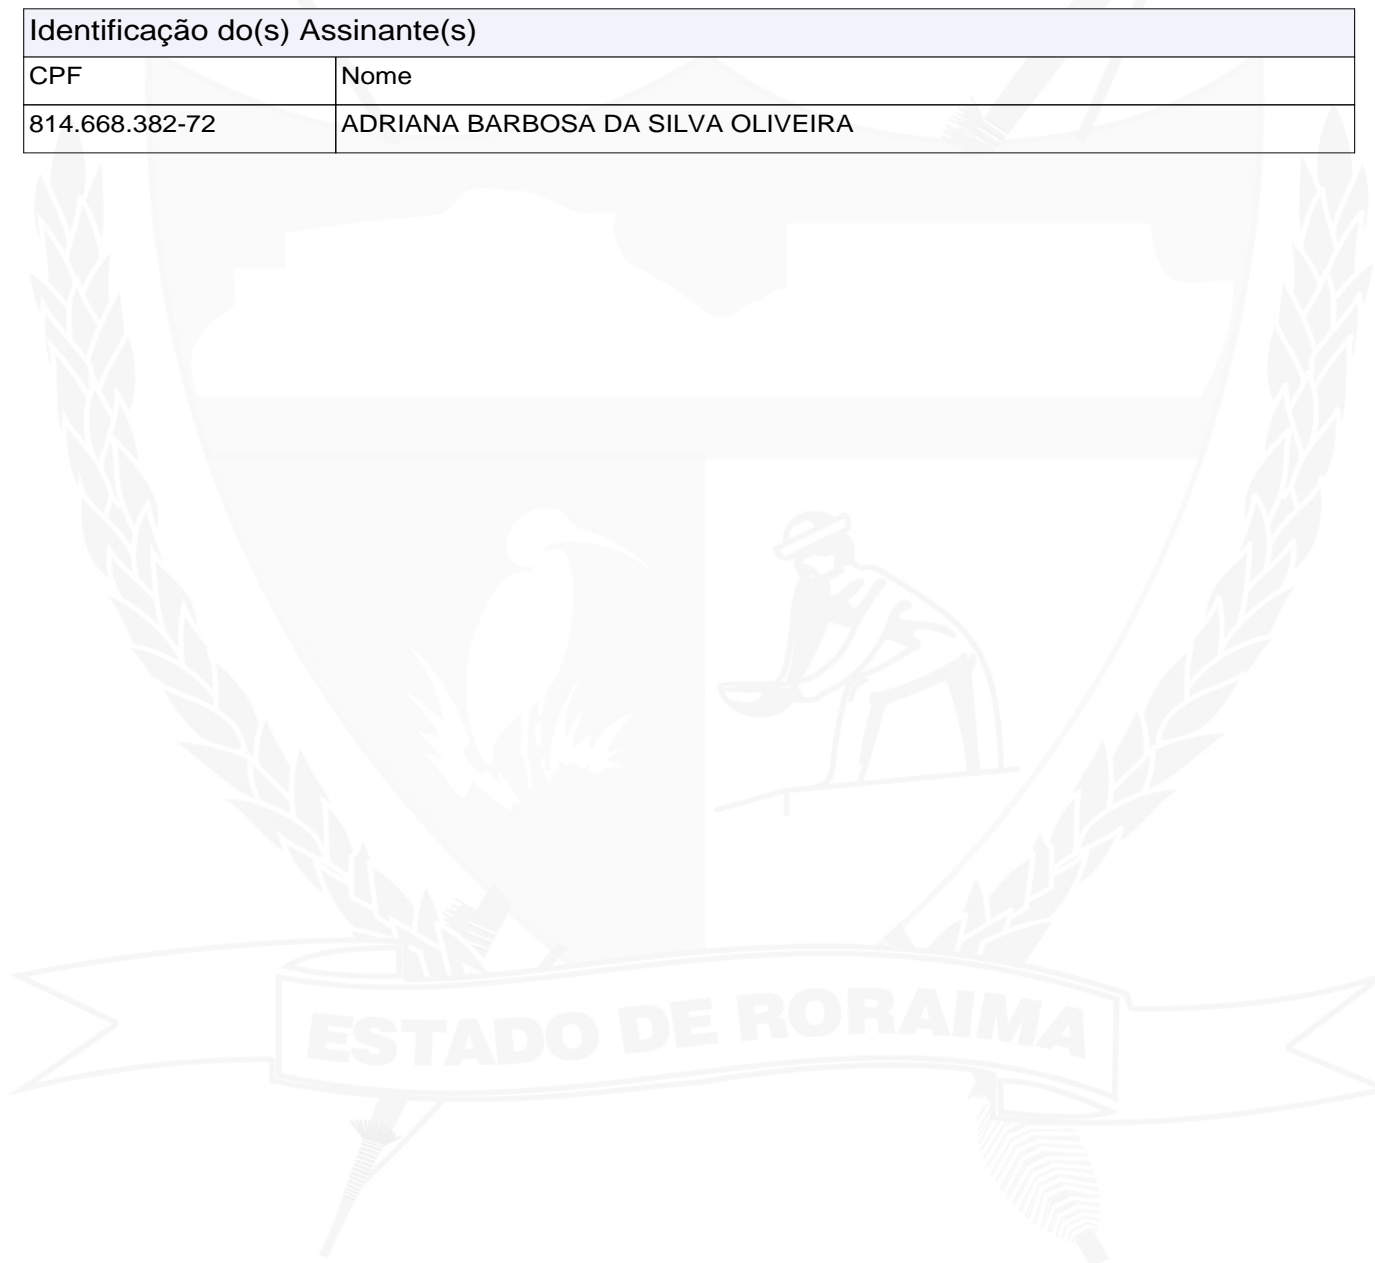 Identificação do(s) Assinante(s)
CPF Nome
814.668.382-72 ADRIANA BARBOSA DA SILVA OLIVEIRA
ESTADO DE RORAIMA